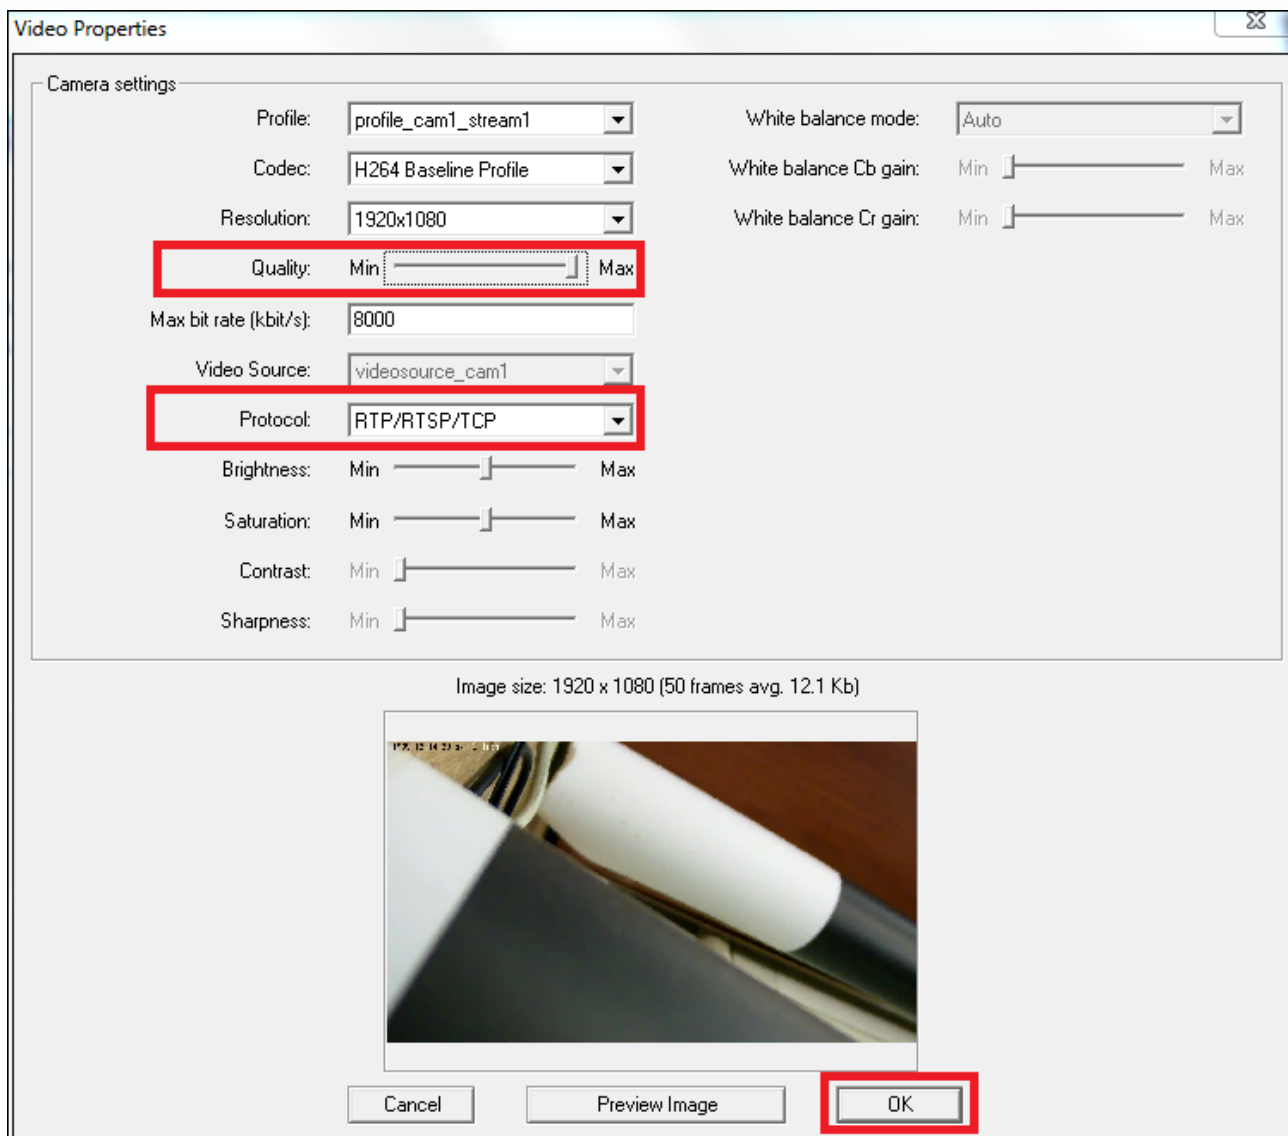 Video Properties
Camera settings
Profile: profile_cam1_stream1
Codec: H264 Baseline Profile
Resolution: 1920x1080
Quality: Min Max
Max bit rate (kbit/s): 8000
Video Source: videosource_cam1
Protocol: RTP/RTSP/TCP
Brightness: Min Max
Saturation: Min Max
Contrast: Min Max
Sharpness: Min Max
White balance mode: Auto
White balance Cb gain: Min Max
White balance Cr gain: Min Max
Image size: 1920 x 1080 (50 frames avg. 12.1 Kb)
Cancel Preview Image OK